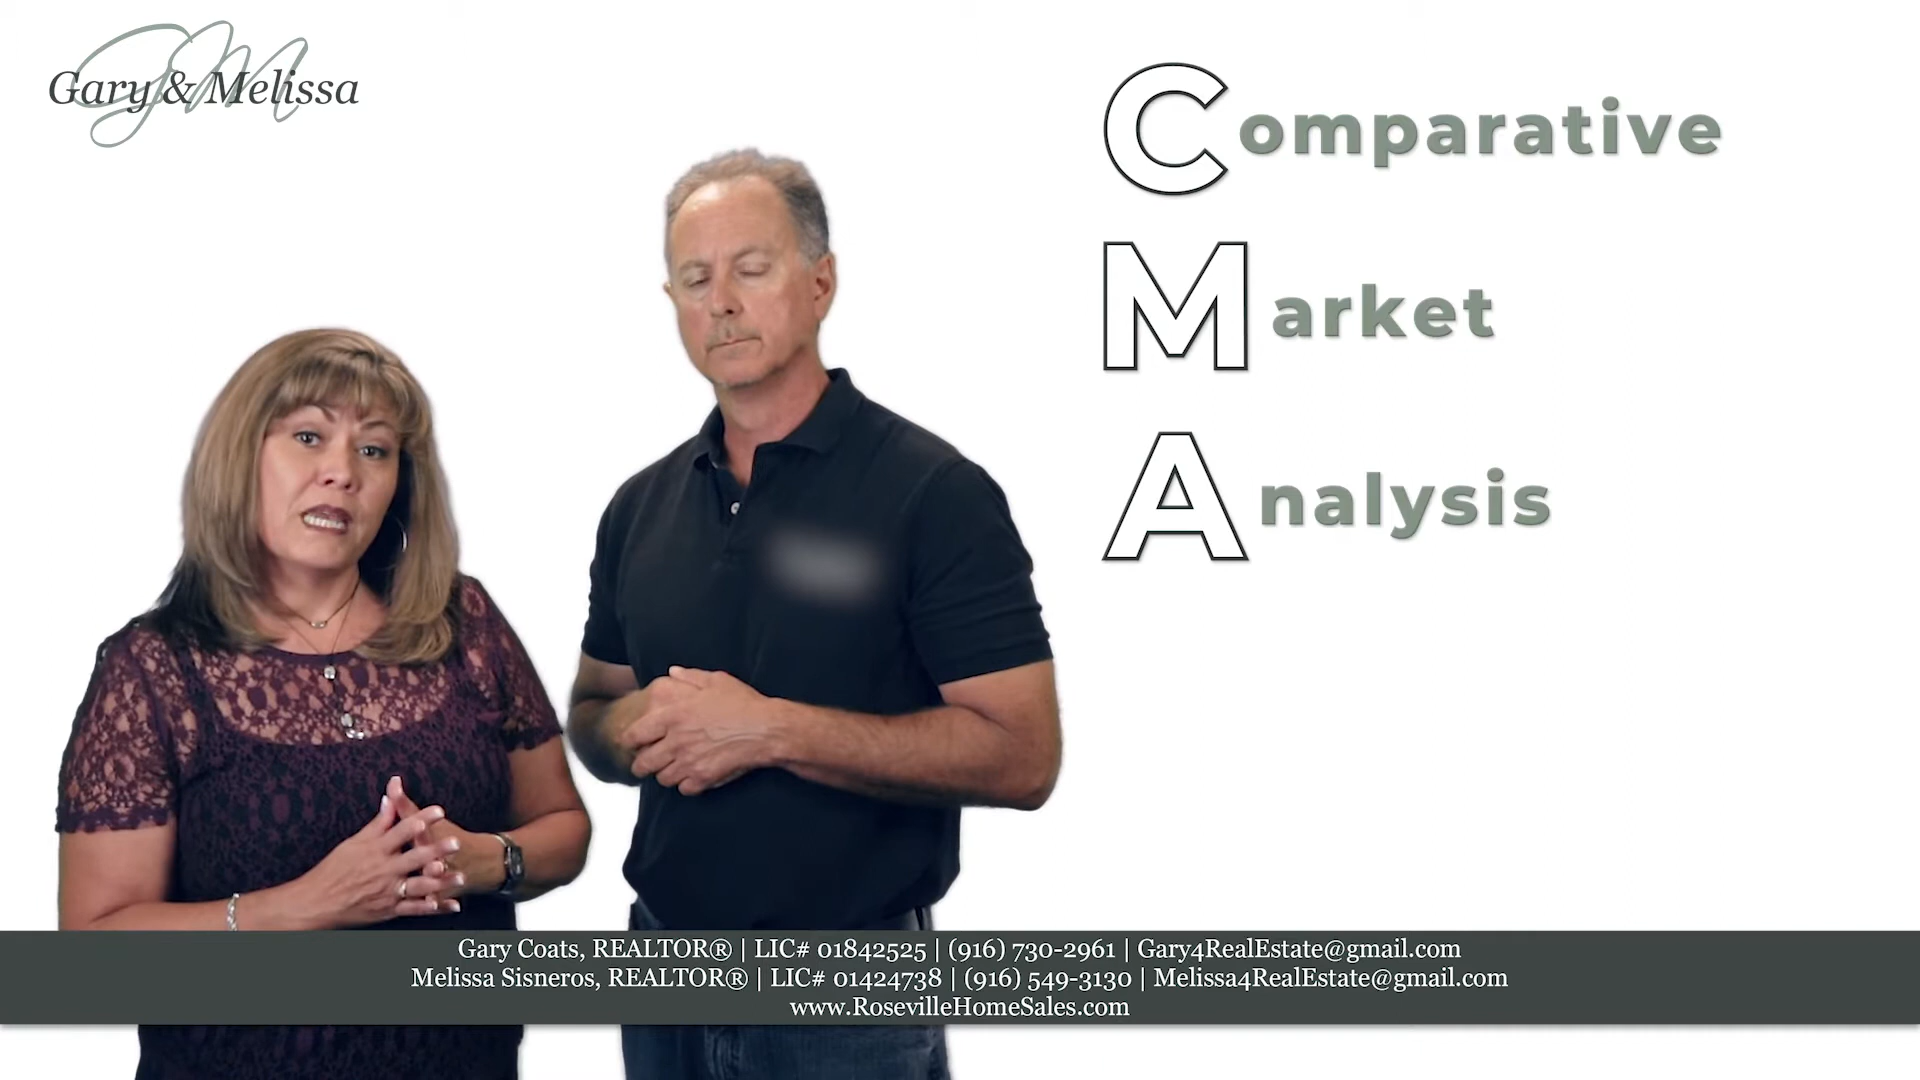 GM
Gary & Melissa
Comparative
Market
Analysis
Gary Coats, REALTOR® | LIC# 01842525 | (916) 730-2961 | Gary4RealEstate@gmail.com
Melissa Sisneros, REALTOR® | LIC# 01424738 | (916) 549-3130 | Melissa4RealEstate@gmail.com
www.RosevilleHomeSales.com